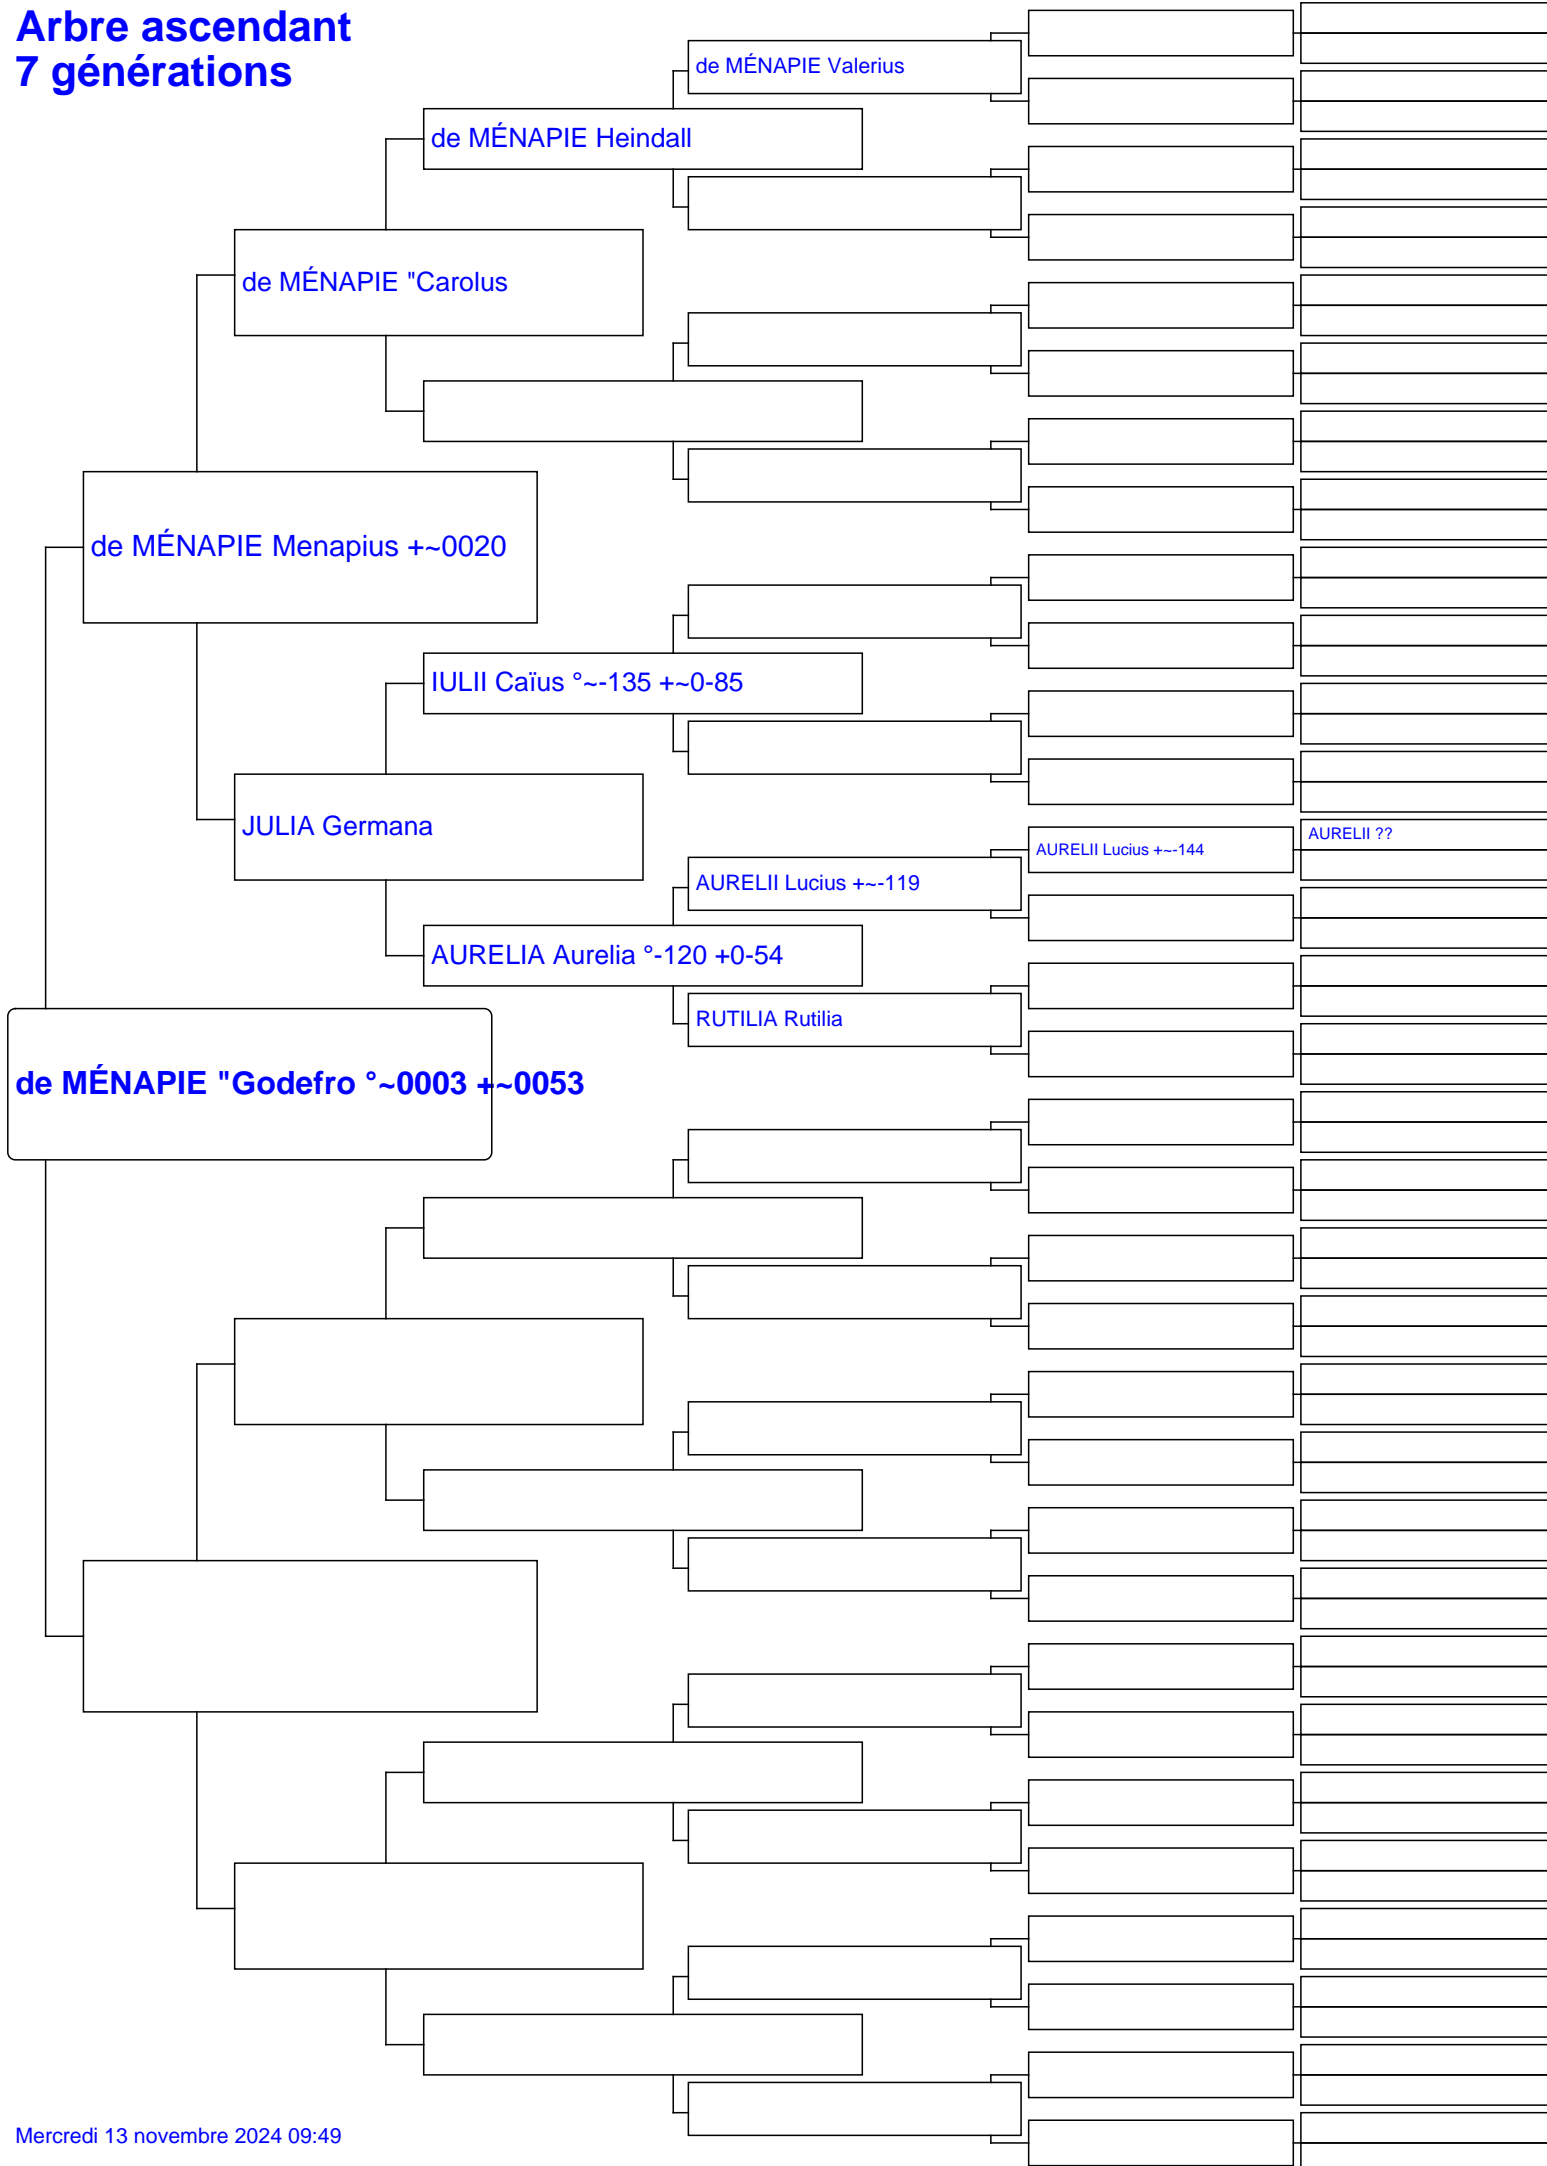 Arbre ascendant
7 générations
de MÉNAPIE Valerius
de MÉNAPIE Heindall
de MÉNAPIE "Carolus
de MÉNAPIE Menapius +~0020
IULII Caïus °~-135 +~0-85
JULIA Germana
AURELII ??
AURELII Lucius +~-144
AURELII Lucius +~-119
AURELIA Aurelia °-120 +0-54
RUTILIA Rutilia
de MÉNAPIE "Godefro °~0003 +~0053
Mercredi 13 novembre 2024 09:49